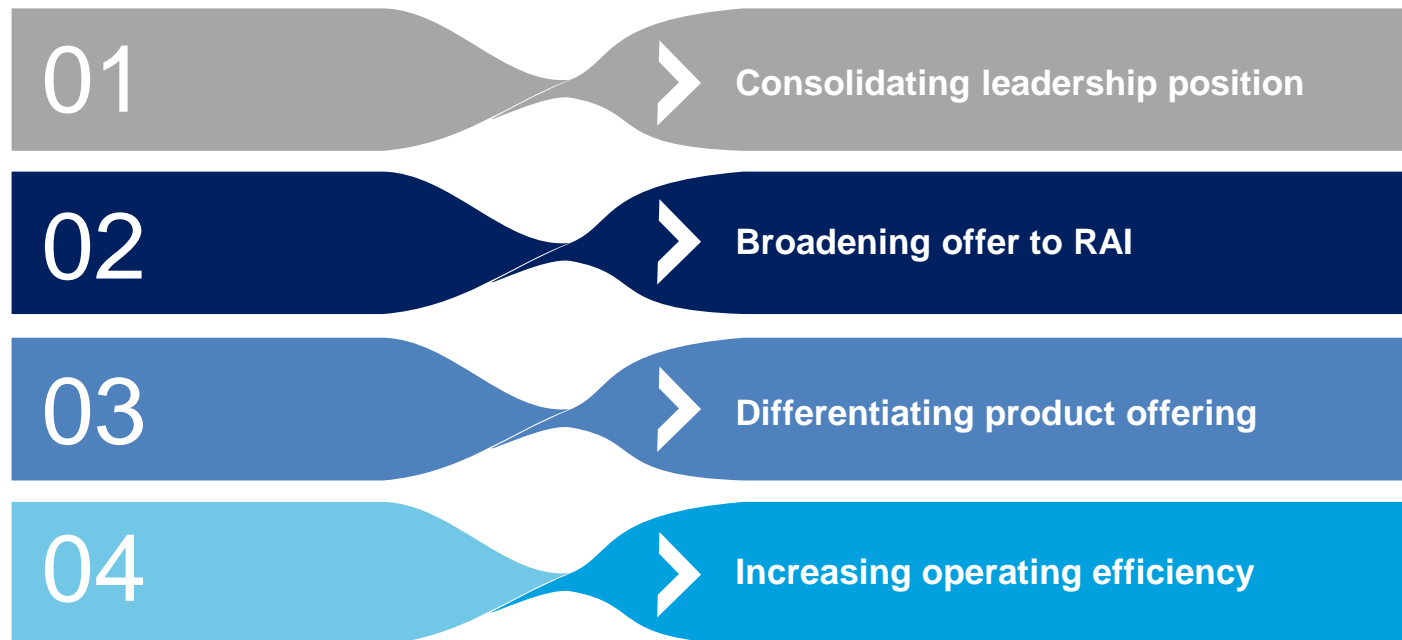 01
Consolidating leadership position
02
Broadening offer to RAI
03
Differentiating product offering
04
Increasing operating efficiency